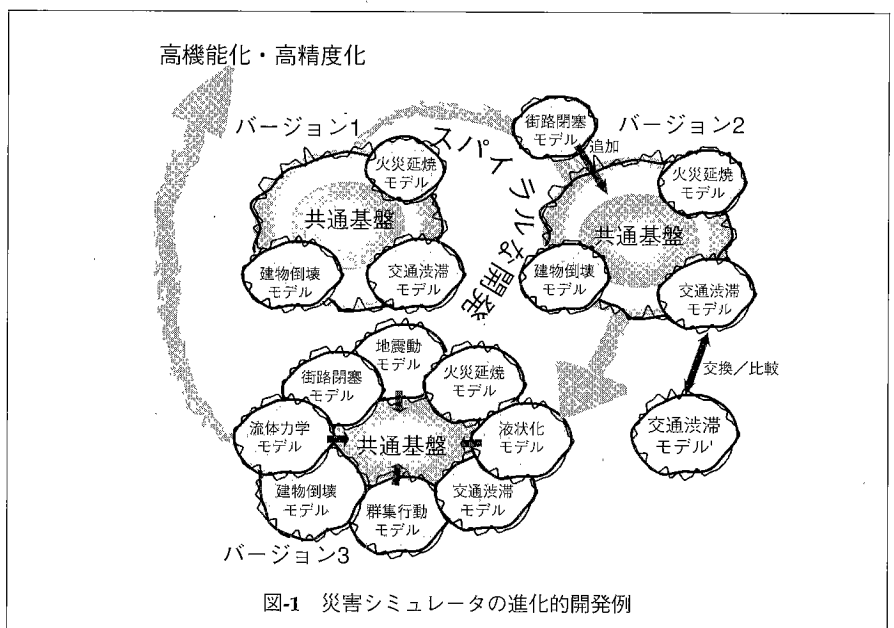 高機能化・高精度化
バージョン1
火災延焼
モデル
共通基盤
建物倒壊
モデル
交通渋滞
モデル
スパイラルな開発
街路閉塞
モデル
追加
バージョン2
火災延焼
モデル
共通基盤
建物倒壊
モデル
交通渋滞
モデル
交換/比較
交通渋滞
モデル'
地震動
モデル
街路閉塞
モデル
火災延焼
モデル
流体力学
モデル
共通基盤
液状化
モデル
建物倒壊
モデル
群集行動
モデル
交通渋滞
モデル
バージョン3
図-1 災害シミュレータの進化的開発例